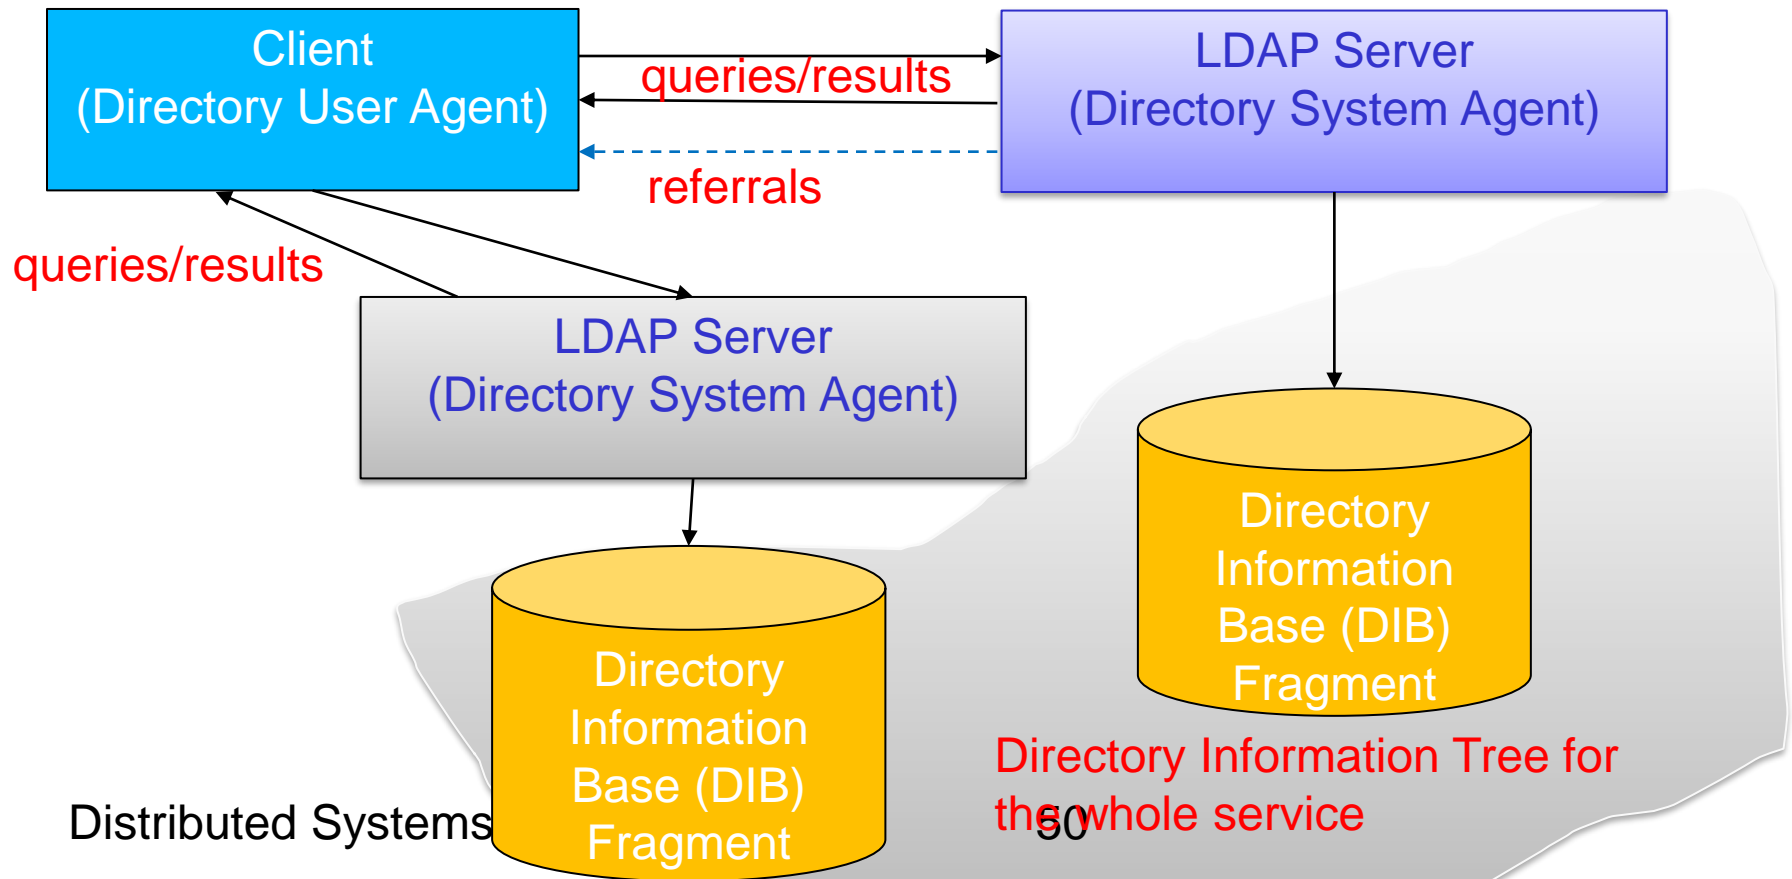 Client
(Directory User Agent)
queries/results
LDAP Server
(Directory System Agent)
referrals
queries/results
LDAP Server
(Directory System Agent)
Directory
Information
Base (DIB)
Fragment
Directory
Information
Base (DIB)
Fragment
Directory Information Tree for
the whole service
Distributed Systems
50